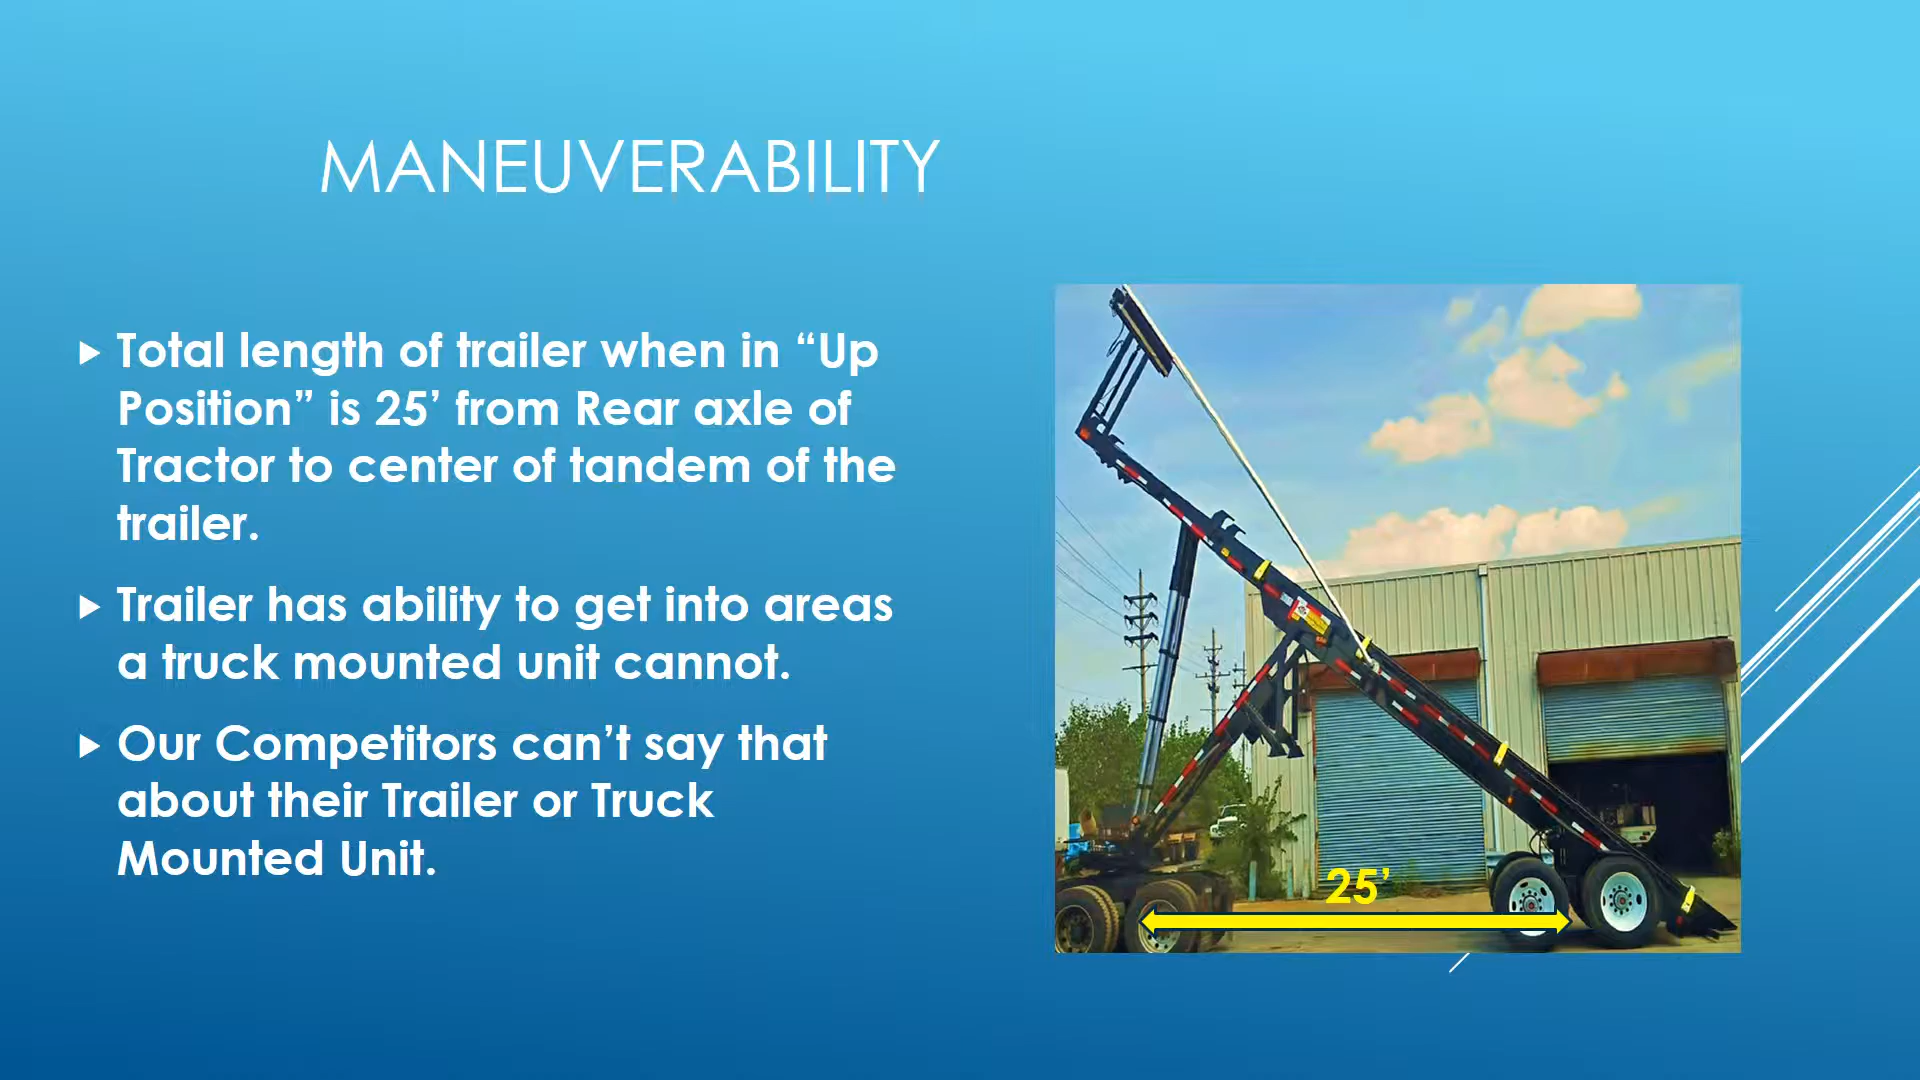 MANEUVERABILITY
Total length of trailer when in “Up
Position” is 25’ from Rear axle of
Tractor to center of tandem of the
trailer.
Trailer has ability to get into areas
a truck mounted unit cannot.
Our Competitors can’t say that
about their Trailer or Truck
Mounted Unit.
25’